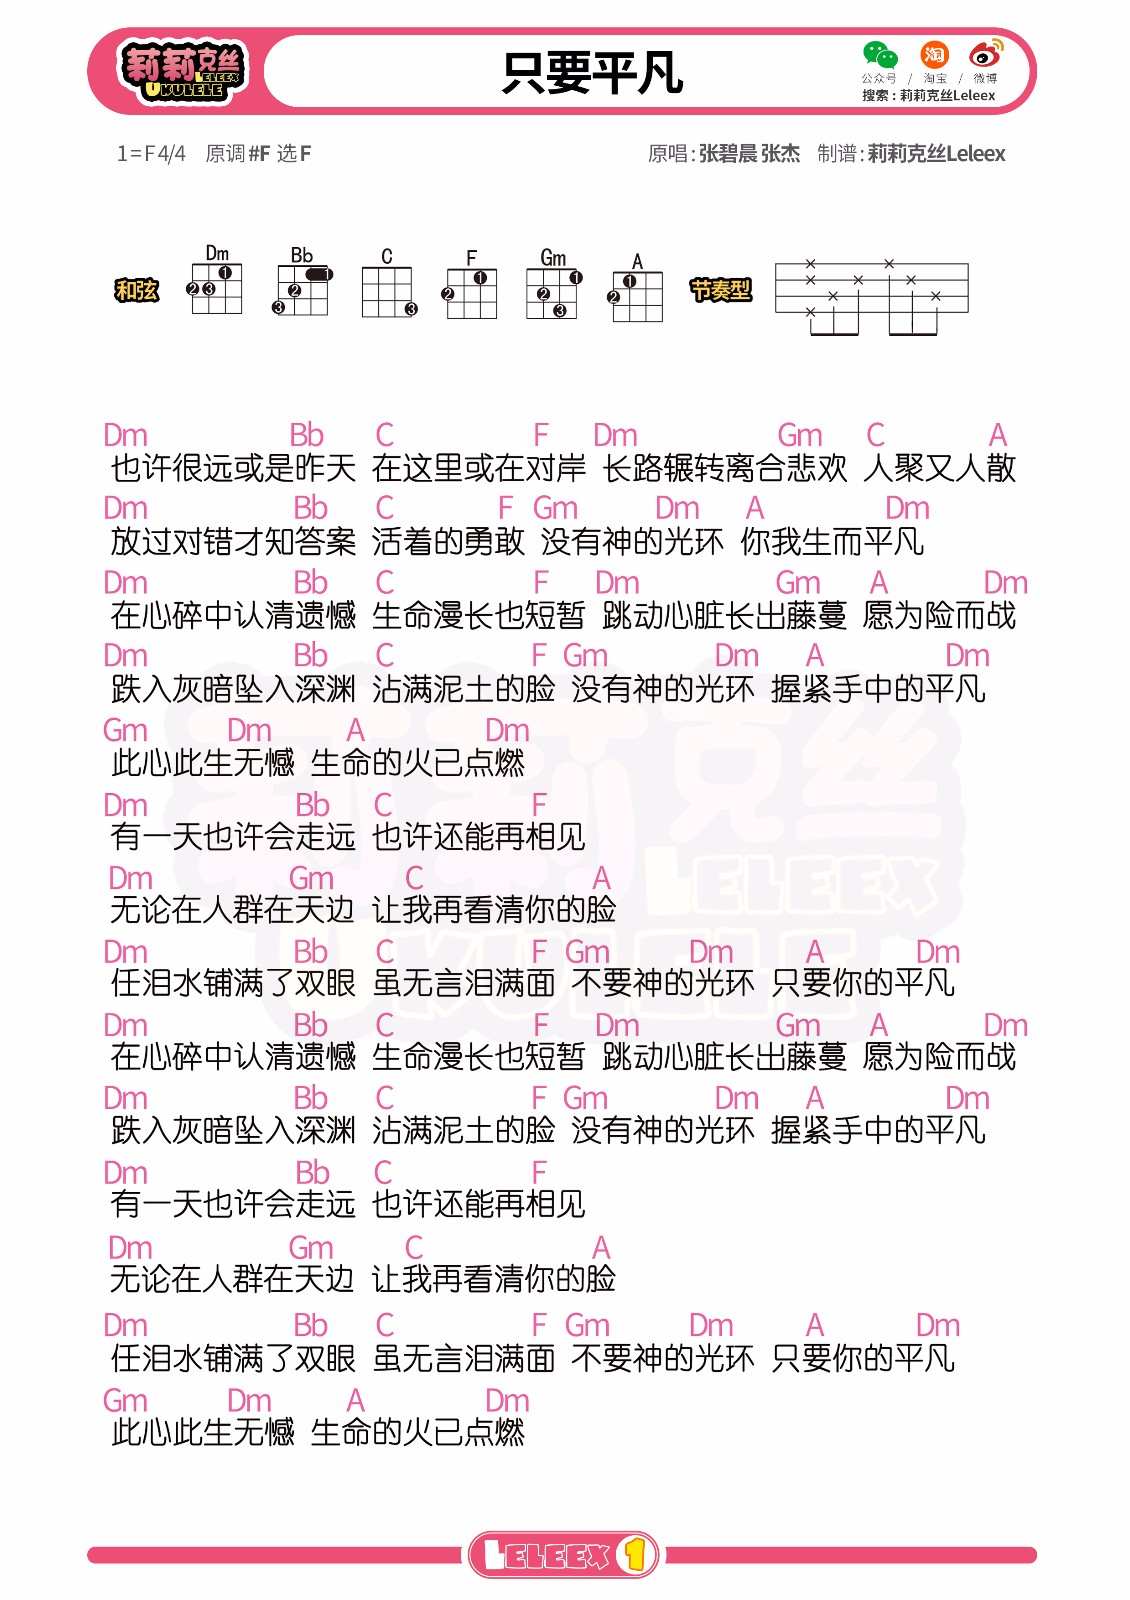 莉莉克丝
LELEEX
UKULELE
只要平凡
公众号 / 淘宝 / 微博
搜索：莉莉克丝Leleex
1=F 4/4 原调 #F 选 F
原唱：张碧晨 张杰 制谱：莉莉克丝Leleex
和弦 Dm Bb C F Gm A 节奏型
Dm Bb C F Dm Gm C A
也许很远或是昨天 在这里或在对岸 长路辗转离合悲欢 人聚又人散
Dm Bb C F Gm Dm A Dm
放过对错才知答案 活着的勇敢 没有神的光环 你我生而平凡
Dm Bb C F Dm Gm A Dm
在心碎中认清遗憾 生命漫长也短暂 跳动心脏长出藤蔓 愿为险而战
Dm Bb C F Gm Dm A Dm
跌入灰暗坠入深渊 沾满泥土的脸 没有神的光环 握紧手中的平凡
Gm Dm A Dm
此心此生无憾 生命的火已点燃
Dm Bb C F
有一天也许会走远 也许还能再相见
Dm Gm C A
无论在人群在天边 让我再看清你的脸
Dm Bb C F Gm Dm A Dm
任泪水铺满了双眼 虽无言泪满面 不要神的光环 只要你的平凡
Dm Bb C F Dm Gm A Dm
在心碎中认清遗憾 生命漫长也短暂 跳动心脏长出藤蔓 愿为险而战
Dm Bb C F Gm Dm A Dm
跌入灰暗坠入深渊 沾满泥土的脸 没有神的光环 握紧手中的平凡
Dm Bb C F
有一天也许会走远 也许还能再相见
Dm Gm C A
无论在人群在天边 让我再看清你的脸
Dm Bb C F Gm Dm A Dm
任泪水铺满了双眼 虽无言泪满面 不要神的光环 只要你的平凡
Gm Dm A Dm
此心此生无憾 生命的火已点燃
LELEEX 1